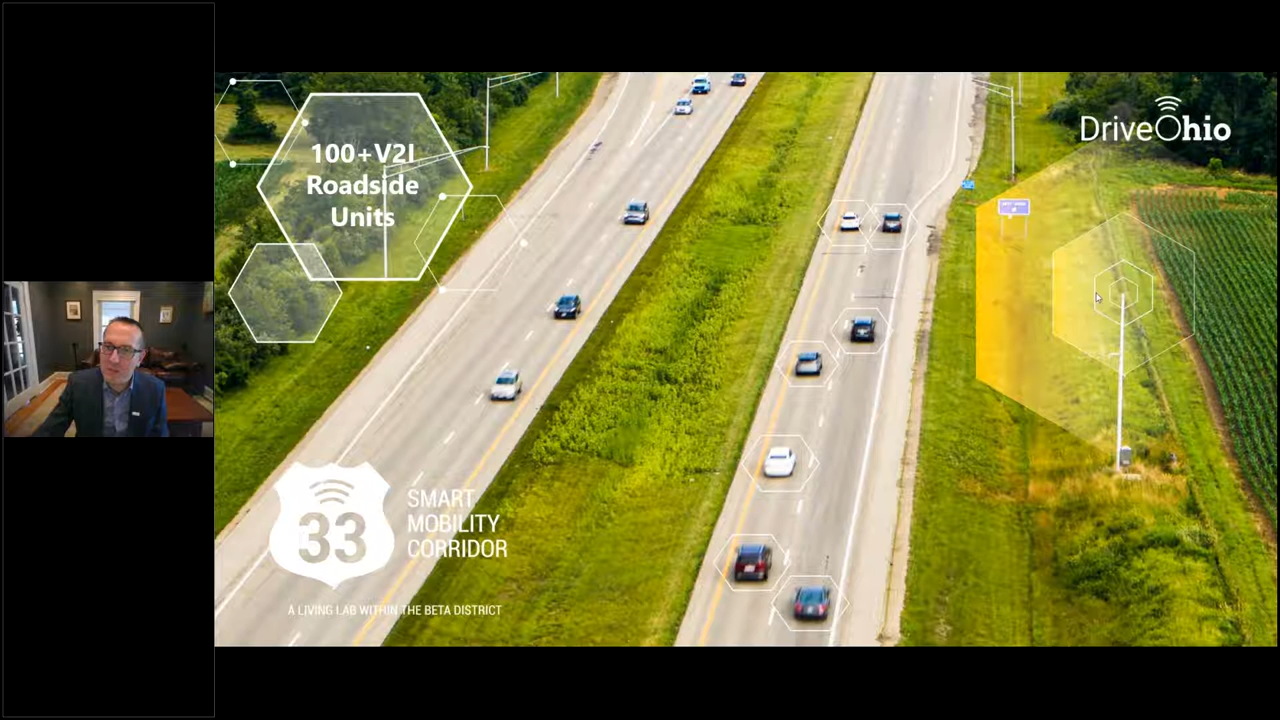 100+V2I
Roadside
Units
DriveOhio
33
SMART
MOBILITY
CORRIDOR
A LIVING LAB WITHIN THE BETA DISTRICT